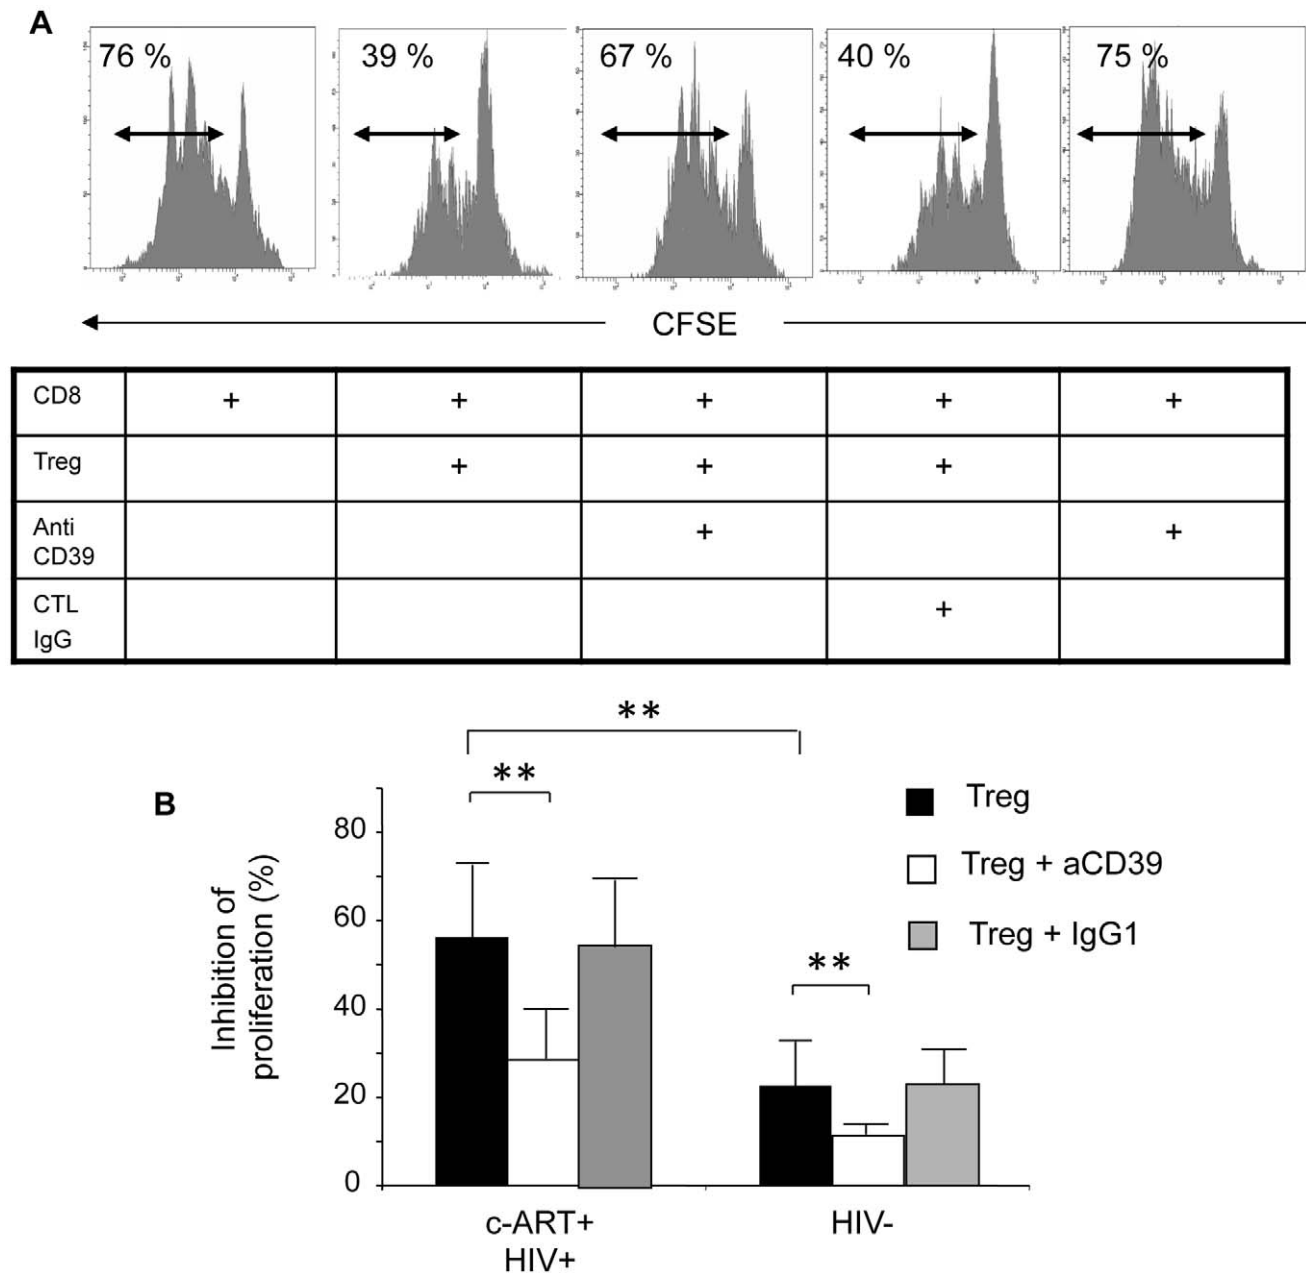 A
76 % 39 % 67 % 40 % 75 %
CFSE
CD8 + + + + +
Treg + + +
Anti
CD39 + +
CTL
IgG +
**
**
B
Treg
Treg + aCD39
Treg + IgG1
**
Inhibition of
proliferation (%)
80
60
40
20
0
c-ART+
HIV+
HIV-